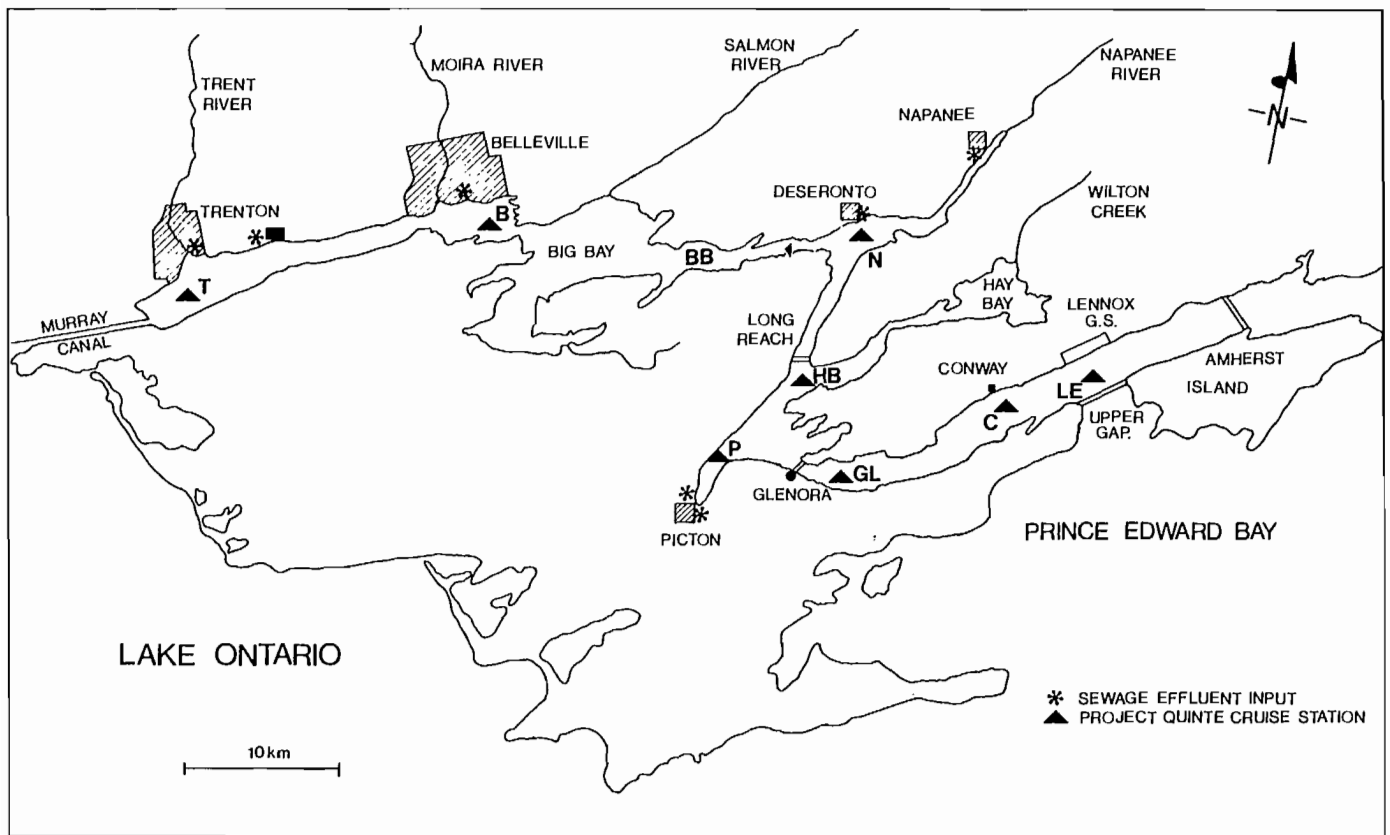 TRENT
RIVER
MOIRA RIVER
SALMON
RIVER
NAPANEE
RIVER
N
NAPANEE
BELLEVILLE
DESERONTO
WILTON
CREEK
TRENTON
B
BIG BAY
BB
N
HAY
BAY
LENNOX
G.S.
T
MURRAY
CANAL
LONG
REACH
HB
CONWAY
AMHERST
ISLAND
LE
C
UPPER
GAP.
P
GL
GLENORA
PICTON
PRINCE EDWARD BAY
LAKE ONTARIO
SEWAGE EFFLUENT INPUT
PROJECT QUINTE CRUISE STATION
10km